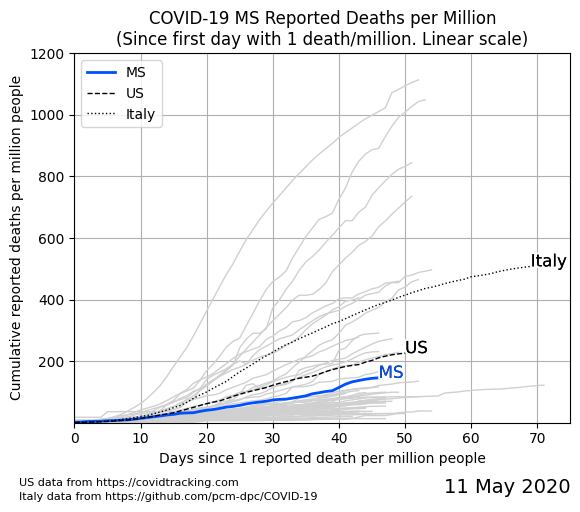 COVID-19 MS Reported Deaths per Million
(Since first day with 1 death/million. Linear scale)
Cumulative reported deaths per million people
1200
1000
800
600
400
200
MS
US
Italy
Italy
US
MS
0
10
20
30
40
50
60
70
Days since 1 reported death per million people
US data from https://covidtracking.com
Italy data from https://github.com/pcm-dpc/COVID-19
11 May 2020